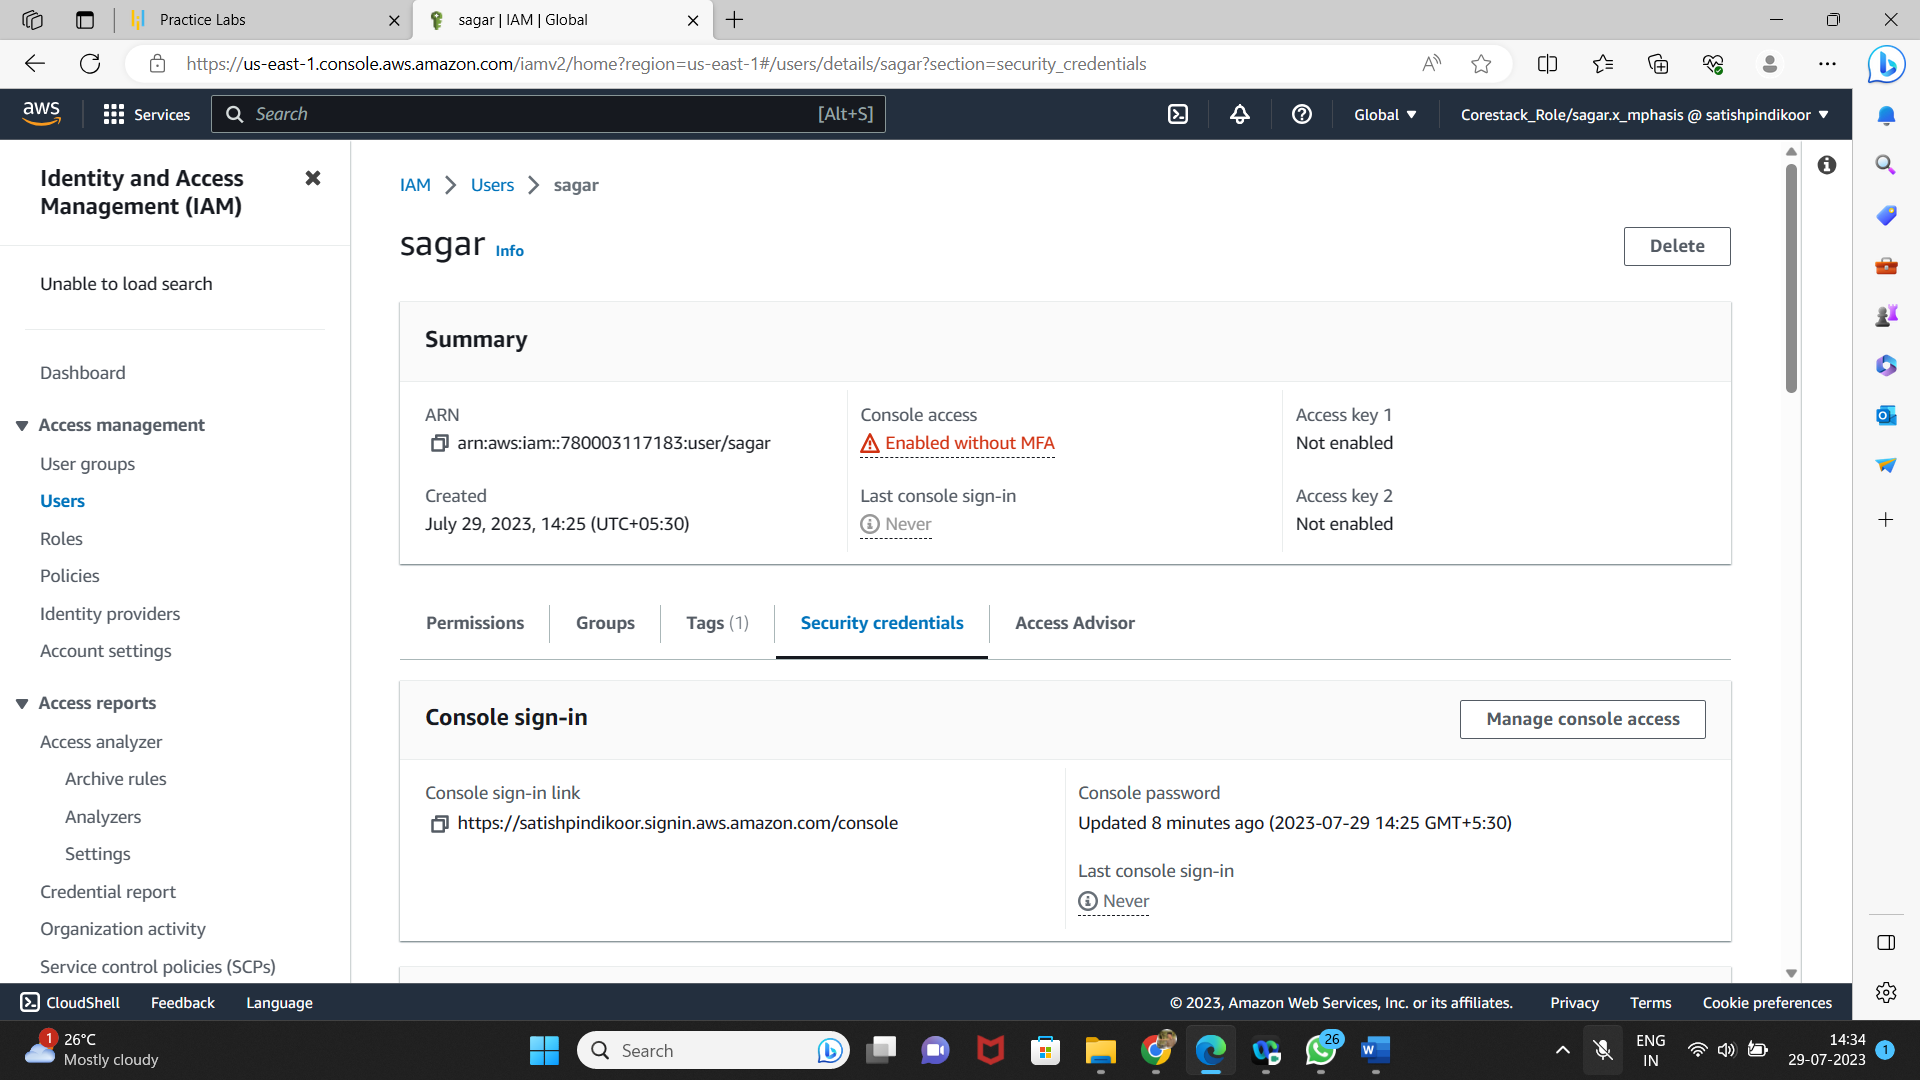 Practice Labs
sagar | IAM | Global
https://us-east-1.console.aws.amazon.com/iamv2/home?region=us-east-1#/users/details/sagar?section=security_credentials
aws
Services
Search
[Alt+S]
Global
Corestack_Role/sagar.x_mphasis @ satishpindikoor
Identity and Access
Management (IAM)
Unable to load search
Dashboard
Access management
User groups
Users
Roles
Policies
Identity providers
Account settings
Access reports
Access analyzer
Archive rules
Analyzers
Settings
Credential report
Organization activity
Service control policies (SCPs)
IAM
Users
sagar
sagar Info
Delete
Summary
ARN
arn:aws:iam::780003117183:user/sagar
Created
July 29, 2023, 14:25 (UTC+05:30)
Console access
Enabled without MFA
Last console sign-in
Never
Access key 1
Not enabled
Access key 2
Not enabled
Permissions
Groups
Tags (1)
Security credentials
Access Advisor
Console sign-in
Manage console access
Console sign-in link
https://satishpindikoor.signin.aws.amazon.com/console
Console password
Updated 8 minutes ago (2023-07-29 14:25 GMT+5:30)
Last console sign-in
Never
CloudShell
Feedback
Language
© 2023, Amazon Web Services, Inc. or its affiliates.
Privacy
Terms
Cookie preferences
1
26°C
Mostly cloudy
Search
26
ENG
IN
14:34
29-07-2023
1